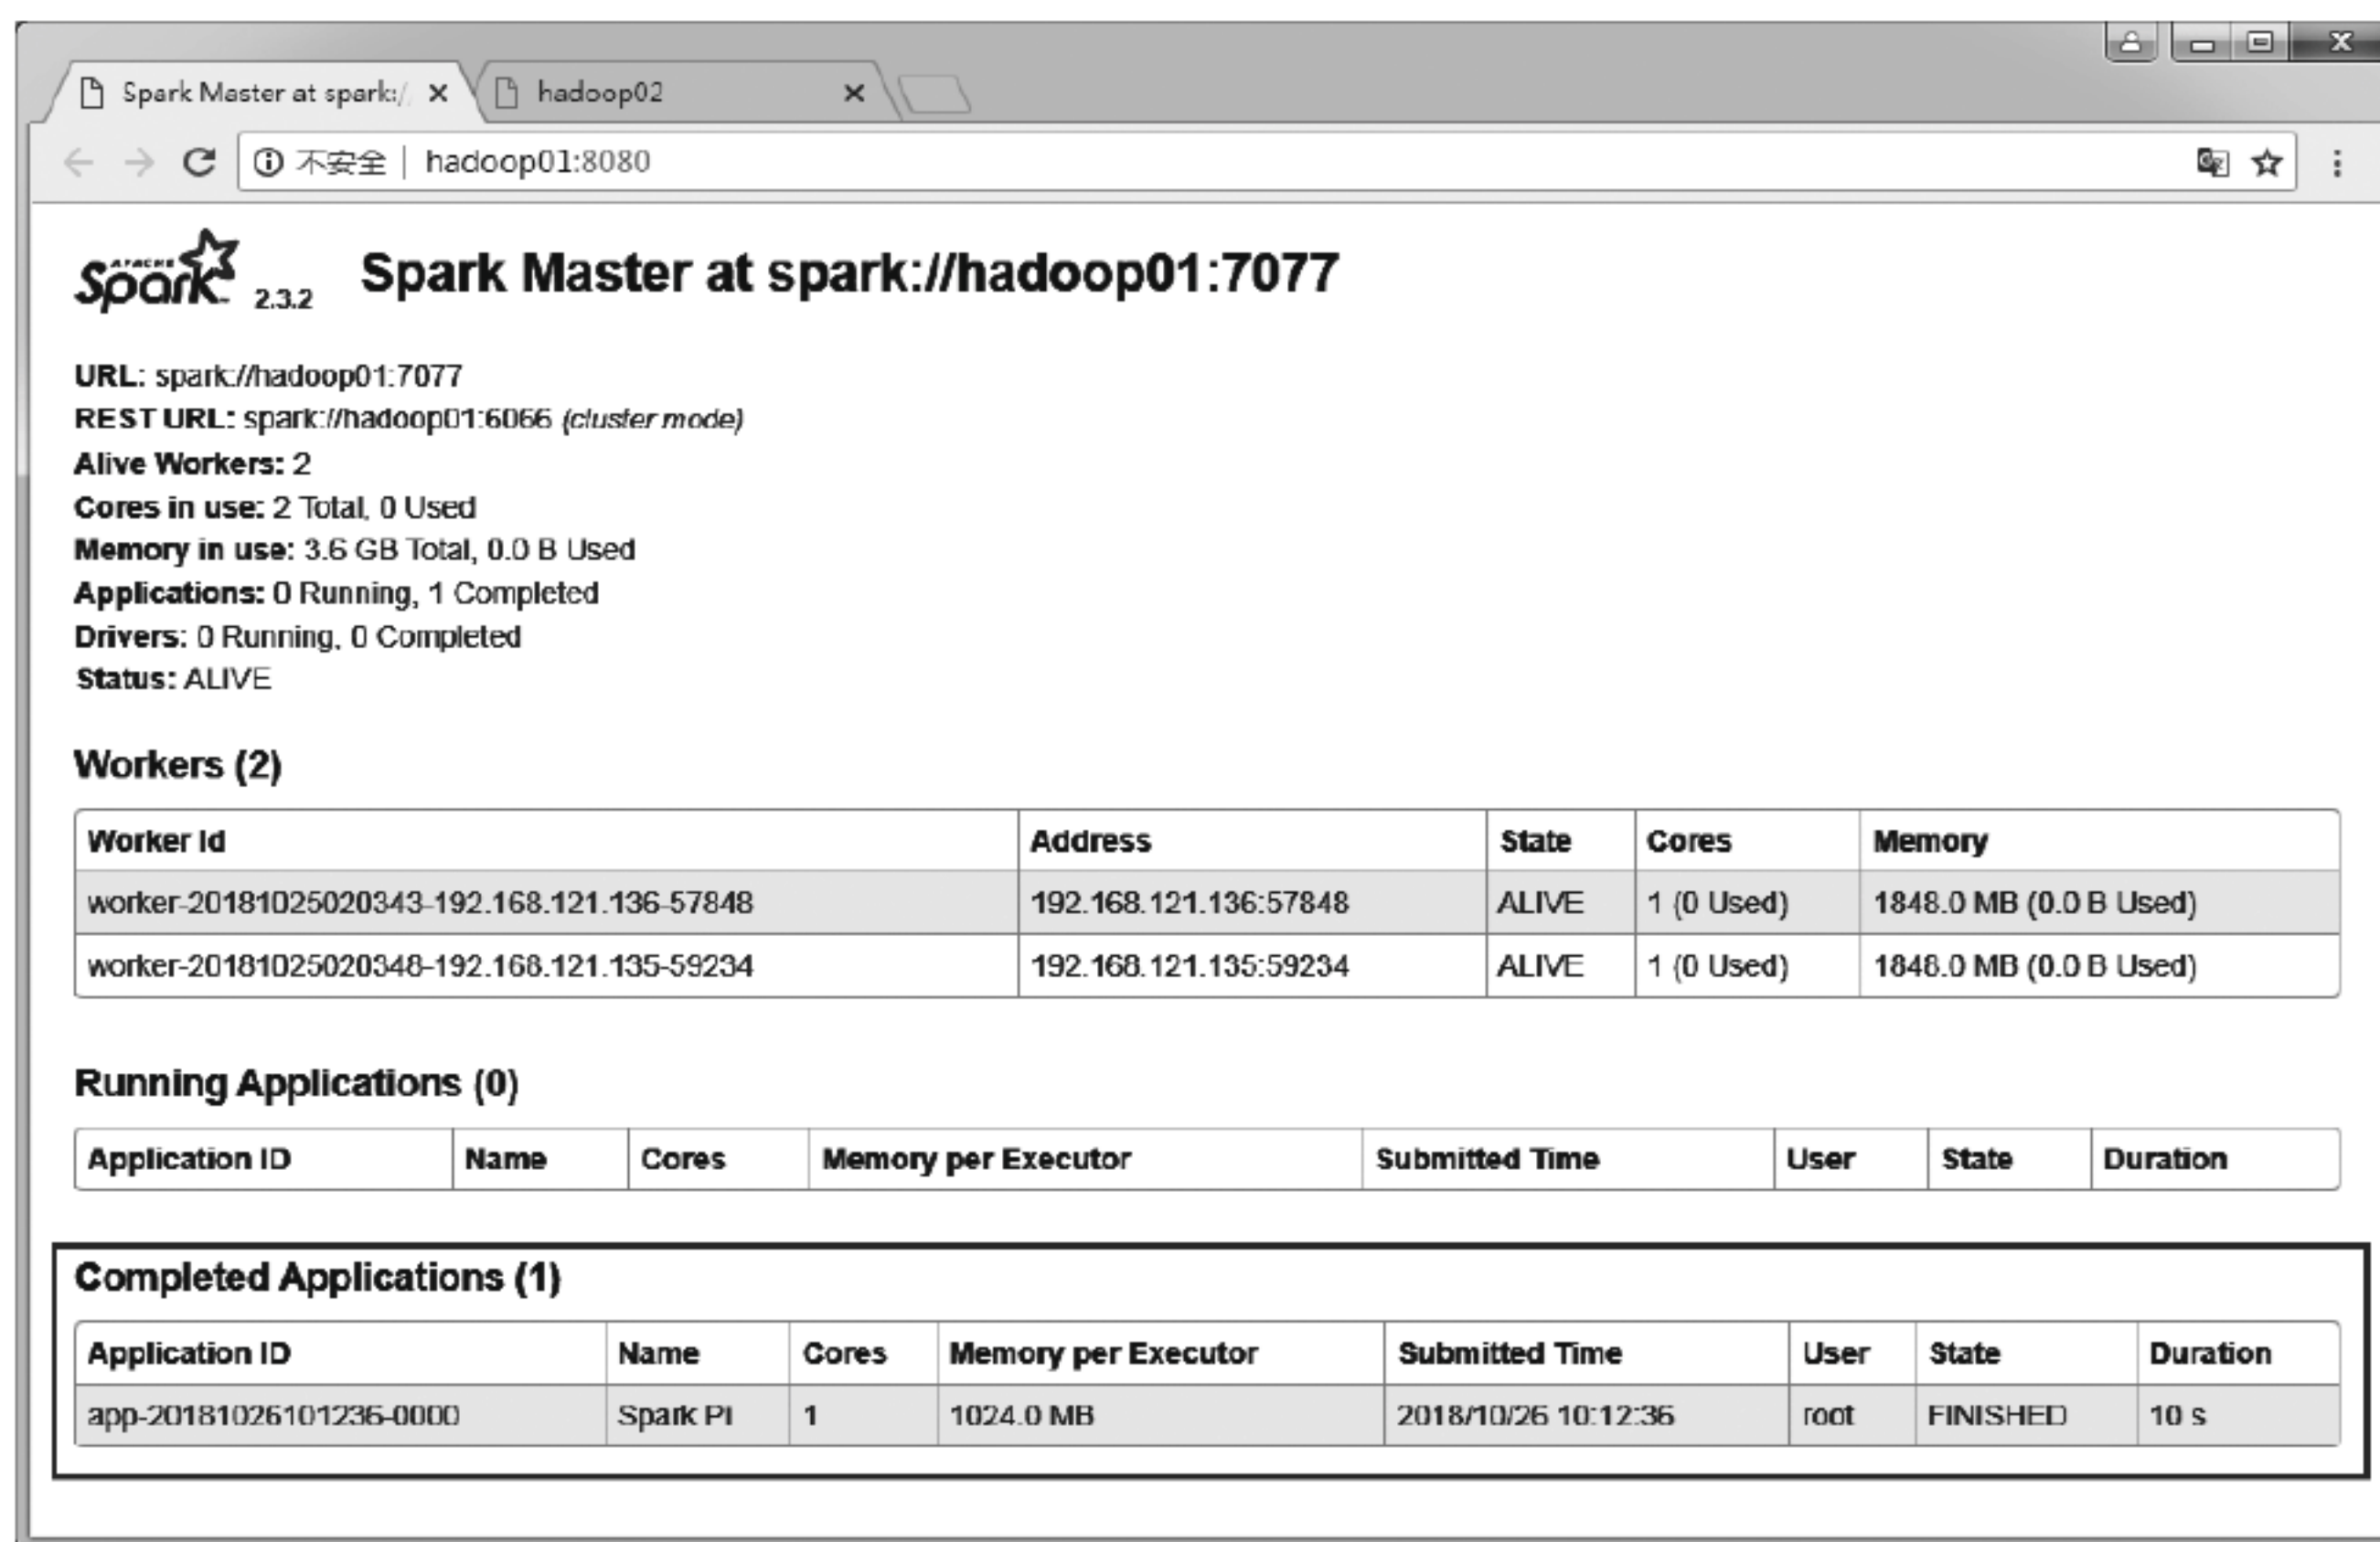 Spark Master at spark:/
hadoop02
不安全 | hadoop01:8080
APACHE Spark 2.3.2 Spark Master at spark://hadoop01:7077
URL: spark://hadoop01:7077
REST URL: spark://hadoop01:6066 (cluster mode)
Alive Workers: 2
Cores in use: 2 Total, 0 Used
Memory in use: 3.6 GB Total, 0.0 B Used
Applications: 0 Running, 1 Completed
Drivers: 0 Running, 0 Completed
Status: ALIVE
Workers (2)
Worker Id Address State Cores Memory
worker-20181025020343-192.168.121.136-57848 192.168.121.136:57848 ALIVE 1 (0 Used) 1848.0 MB (0.0 B Used)
worker-20181025020348-192.168.121.135-59234 192.168.121.135:59234 ALIVE 1 (0 Used) 1848.0 MB (0.0 B Used)
Running Applications (0)
Application ID Name Cores Memory per Executor Submitted Time User State Duration
Completed Applications (1)
Application ID Name Cores Memory per Executor Submitted Time User State Duration
app-20181026101236-0000 Spark Pi 1 1024.0 MB 2018/10/26 10:12:36 root FINISHED 10 s